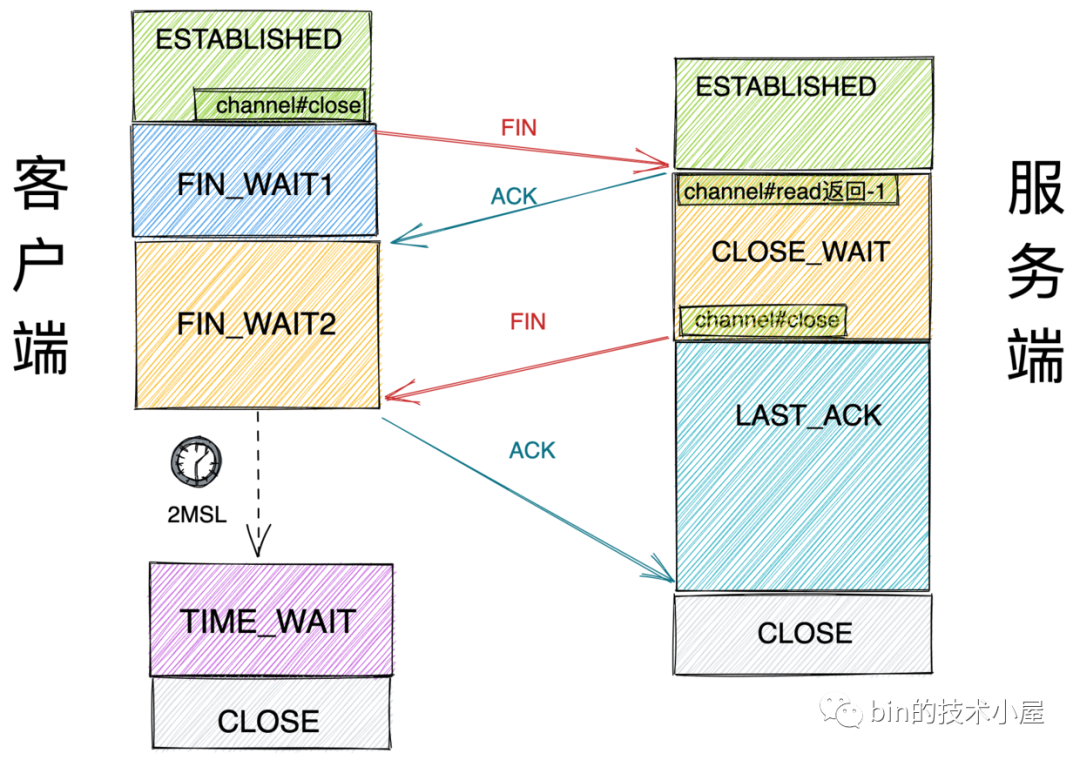 客户端
ESTABLISHED
channel#close
FIN_WAIT1
FIN_WAIT2
2MSL
TIME_WAIT
CLOSE
FIN
ACK
FIN
ACK
ESTABLISHED
channel#read返回-1
CLOSE_WAIT
channel#close
LAST_ACK
CLOSE
服务端
bin的技术小屋